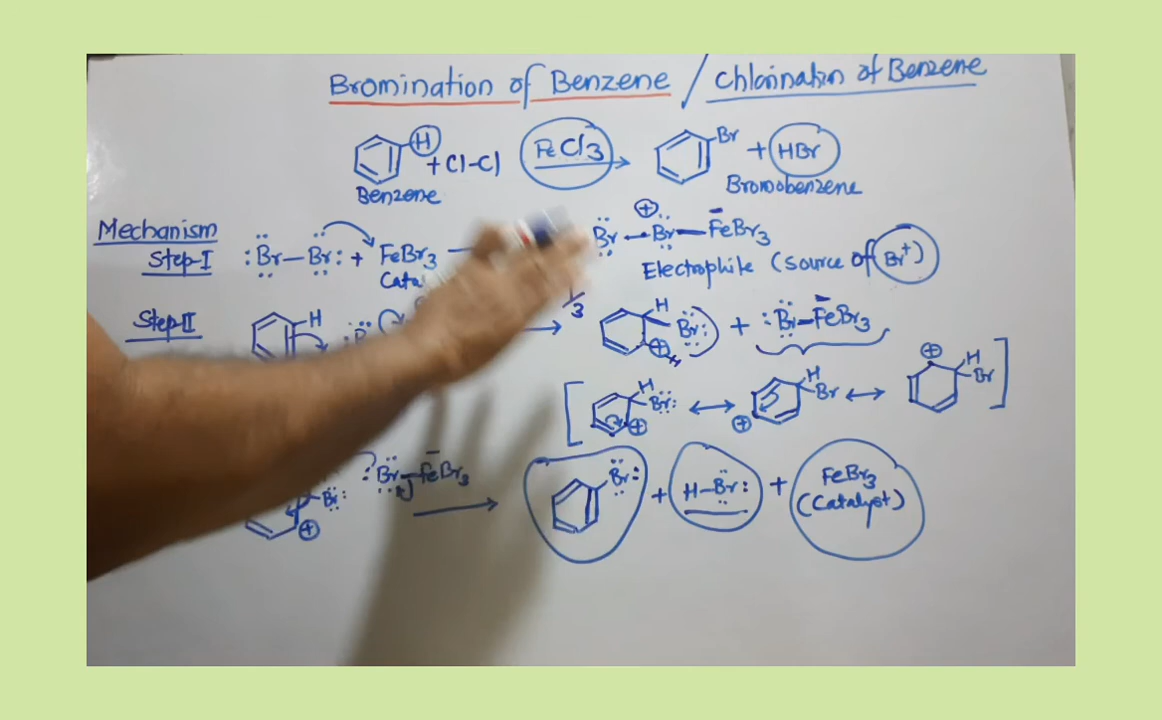 Bromination of Benzene / Chlorination of Benzene
H + Cl-Cl FeCl3 Br + HBr
Benzene Bromobenzene
Mechanism
Step-I :Br-Br: + FeBr3 Br-Br-FeBr3
Electrophile (Source of Br+)
Step-II H H Br: + :Br-FeBr3
H Br: ↔ H Br ↔ H Br
Br: :Br-FeBr3 → Br: + H-Br: + FeBr3
(Catalyst)